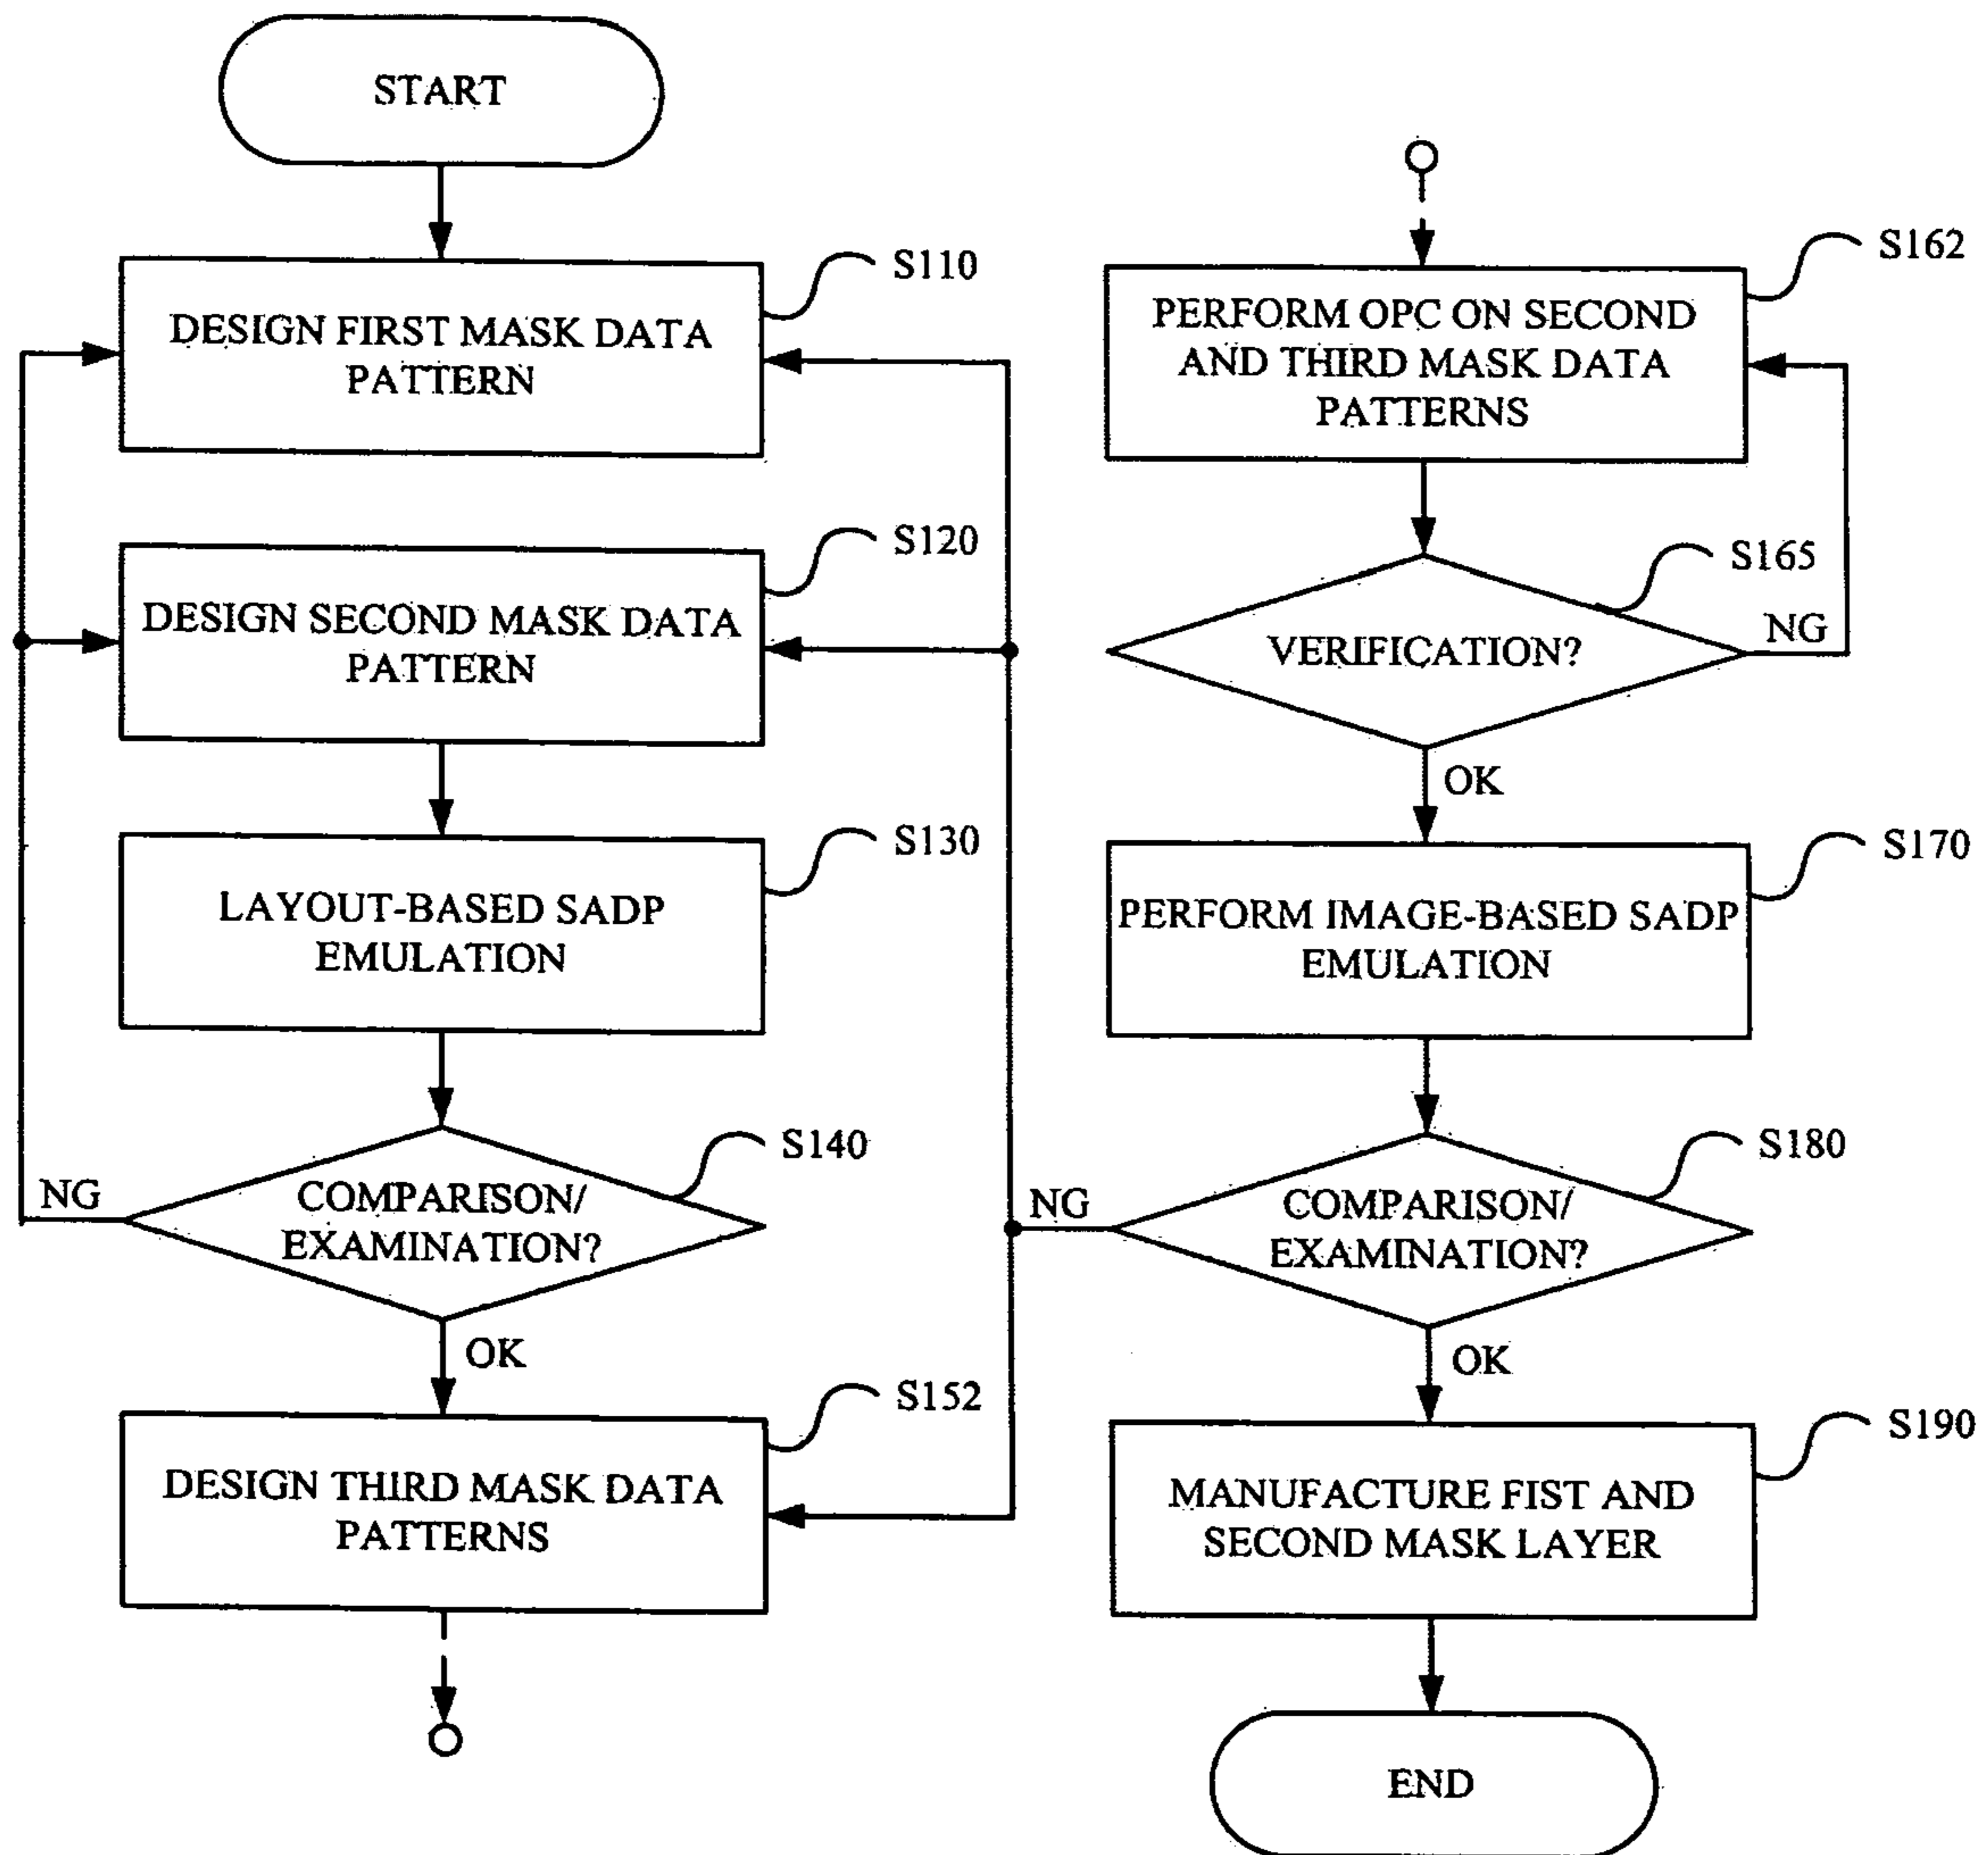 START
S110
DESIGN FIRST MASK DATA
PATTERN
S120
DESIGN SECOND MASK DATA
PATTERN
S130
LAYOUT-BASED SADP
EMULATION
S140
COMPARISON/
EXAMINATION?
NG
OK
S152
DESIGN THIRD MASK DATA
PATTERNS
S162
PERFORM OPC ON SECOND
AND THIRD MASK DATA
PATTERNS
S165
VERIFICATION?
NG
OK
S170
PERFORM IMAGE-BASED SADP
EMULATION
S180
COMPARISON/
EXAMINATION?
NG
OK
S190
MANUFACTURE FIST AND
SECOND MASK LAYER
END